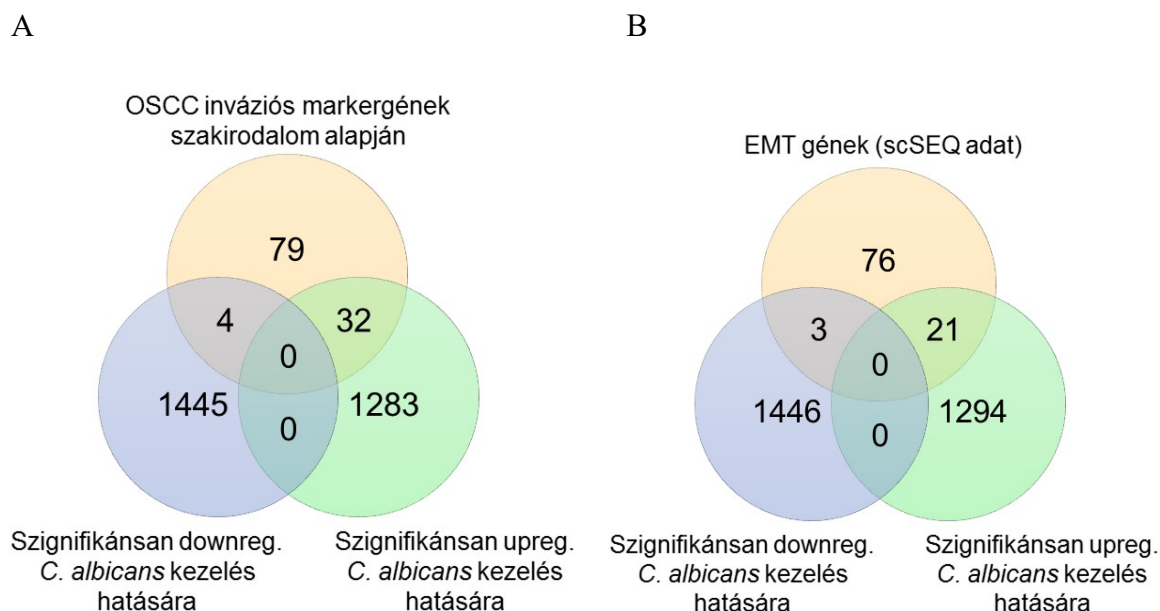 A
OSCC inváziós markergének
szakirodalom alapján
79
4
32
0
1445
1283
0
Szignifikánsan downreg.
C. albicans kezelés
hatására
Szignifikánsan upreg.
C. albicans kezelés
hatására
B
EMT gének (scSEQ adat)
76
3
21
0
1446
1294
0
Szignifikánsan downreg.
C. albicans kezelés
hatására
Szignifikánsan upreg.
C. albicans kezelés
hatására